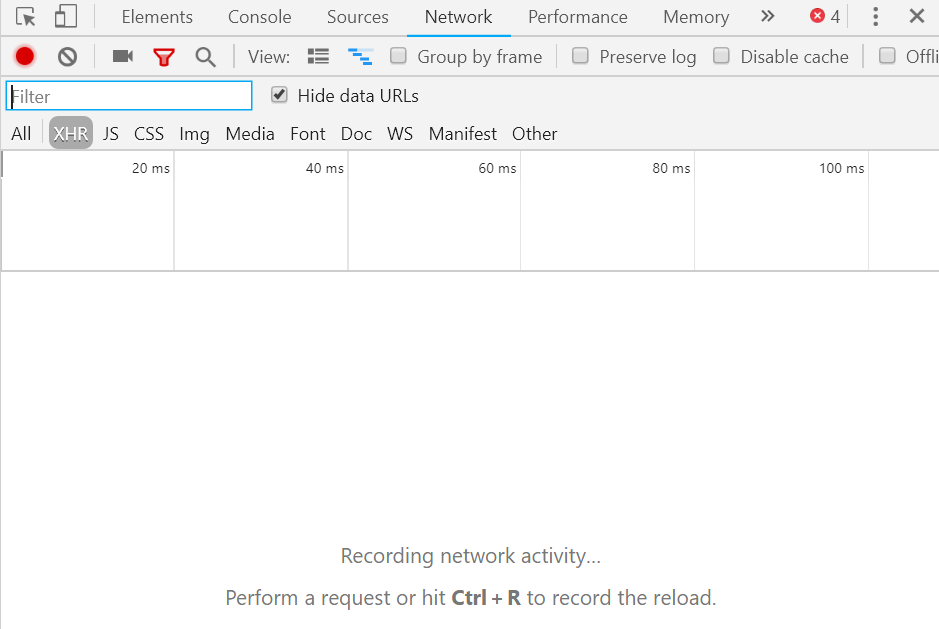 Elements Console Sources Network Performance Memory » 4
View: Group by frame Preserve log Disable cache Offli
Filter Hide data URLs
All XHR JS CSS Img Media Font Doc WS Manifest Other
20 ms 40 ms 60 ms 80 ms 100 ms
Recording network activity...
Perform a request or hit Ctrl + R to record the reload.